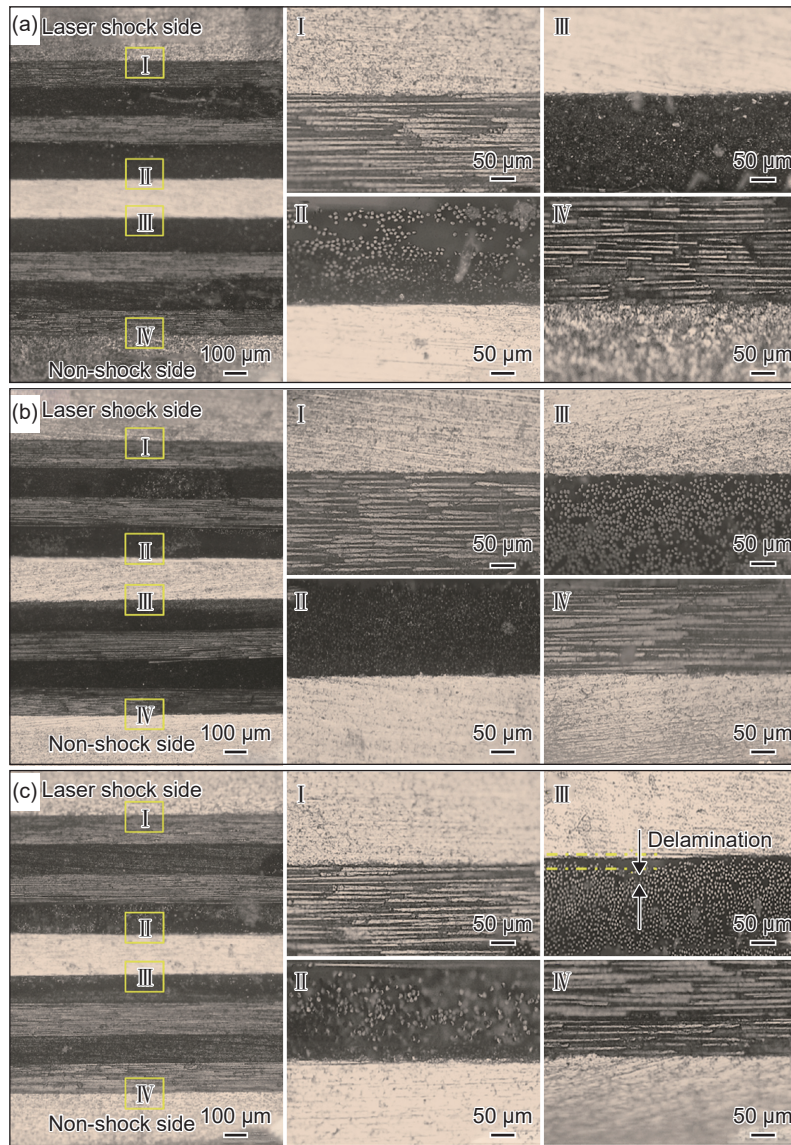 (a) Laser shock side
Ⅰ
Ⅱ
Ⅲ
Ⅳ
100 μm
Non-shock side
Ⅰ
50 μm
Ⅲ
50 μm
Ⅱ
50 μm
Ⅳ
50 μm
(b) Laser shock side
Ⅰ
Ⅱ
Ⅲ
Ⅳ
100 μm
Non-shock side
Ⅰ
50 μm
Ⅲ
50 μm
Ⅱ
50 μm
Ⅳ
50 μm
(c) Laser shock side
Ⅰ
Ⅱ
Ⅲ
Ⅳ
100 μm
Non-shock side
Ⅰ
50 μm
Ⅲ
Delamination
50 μm
Ⅱ
50 μm
Ⅳ
50 μm